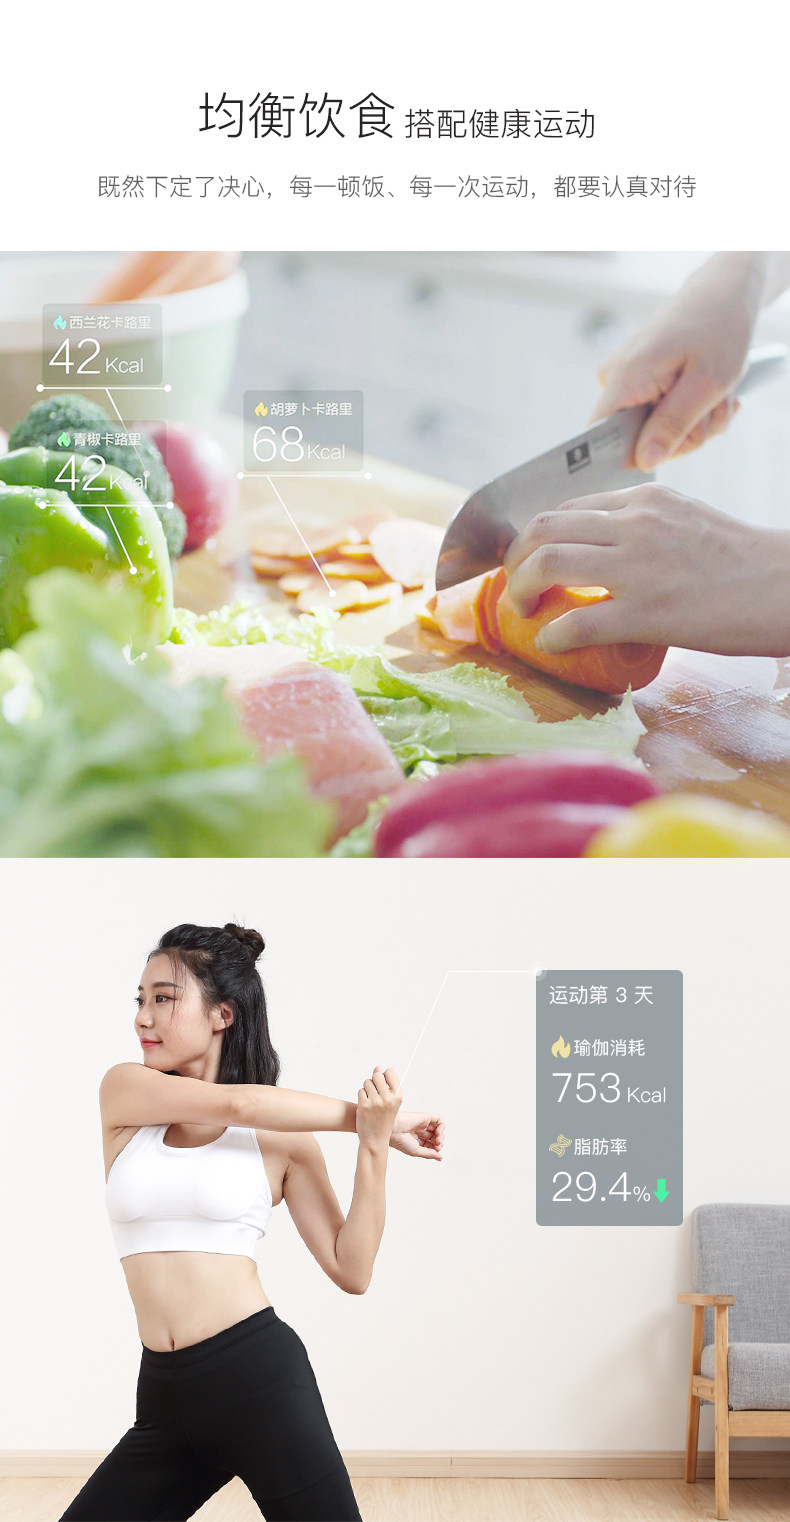 均衡饮食 搭配健康运动
既然下定了决心，每一顿饭、每一次运动，都要认真对待
西兰花卡路里
42 Kcal
胡萝卜卡路里
68 Kcal
青椒卡路里
42 Kcal
运动第 3 天
瑜伽消耗
753 Kcal
脂肪率
29.4%